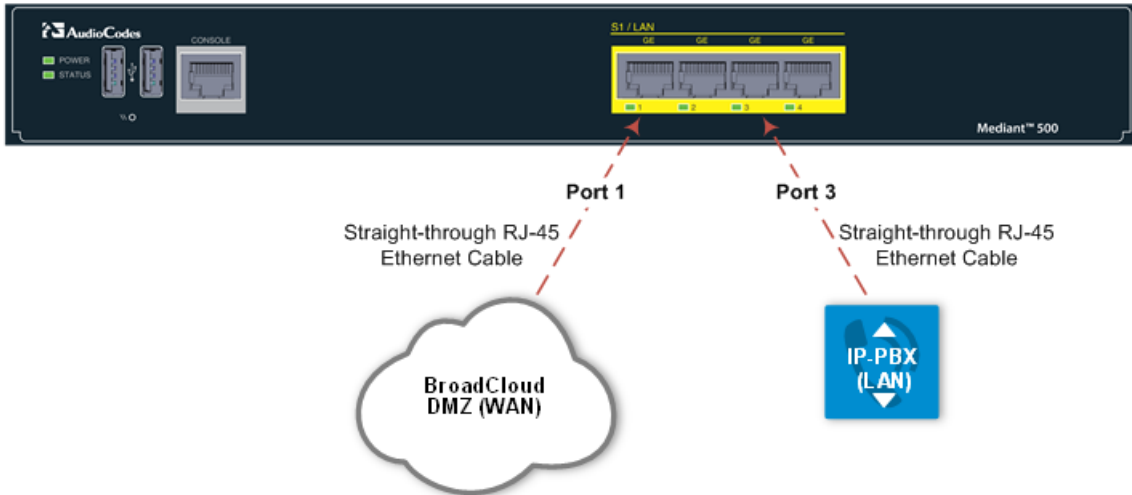 AudioCodes
CONSOLE
POWER
STATUS
S1 / LAN
GE GE GE GE
1 2 3 4
Mediant™ 500
Port 1
Port 3
Straight-through RJ-45
Ethernet Cable
Straight-through RJ-45
Ethernet Cable
BroadCloud
DMZ (WAN)
IP-PBX
(LAN)